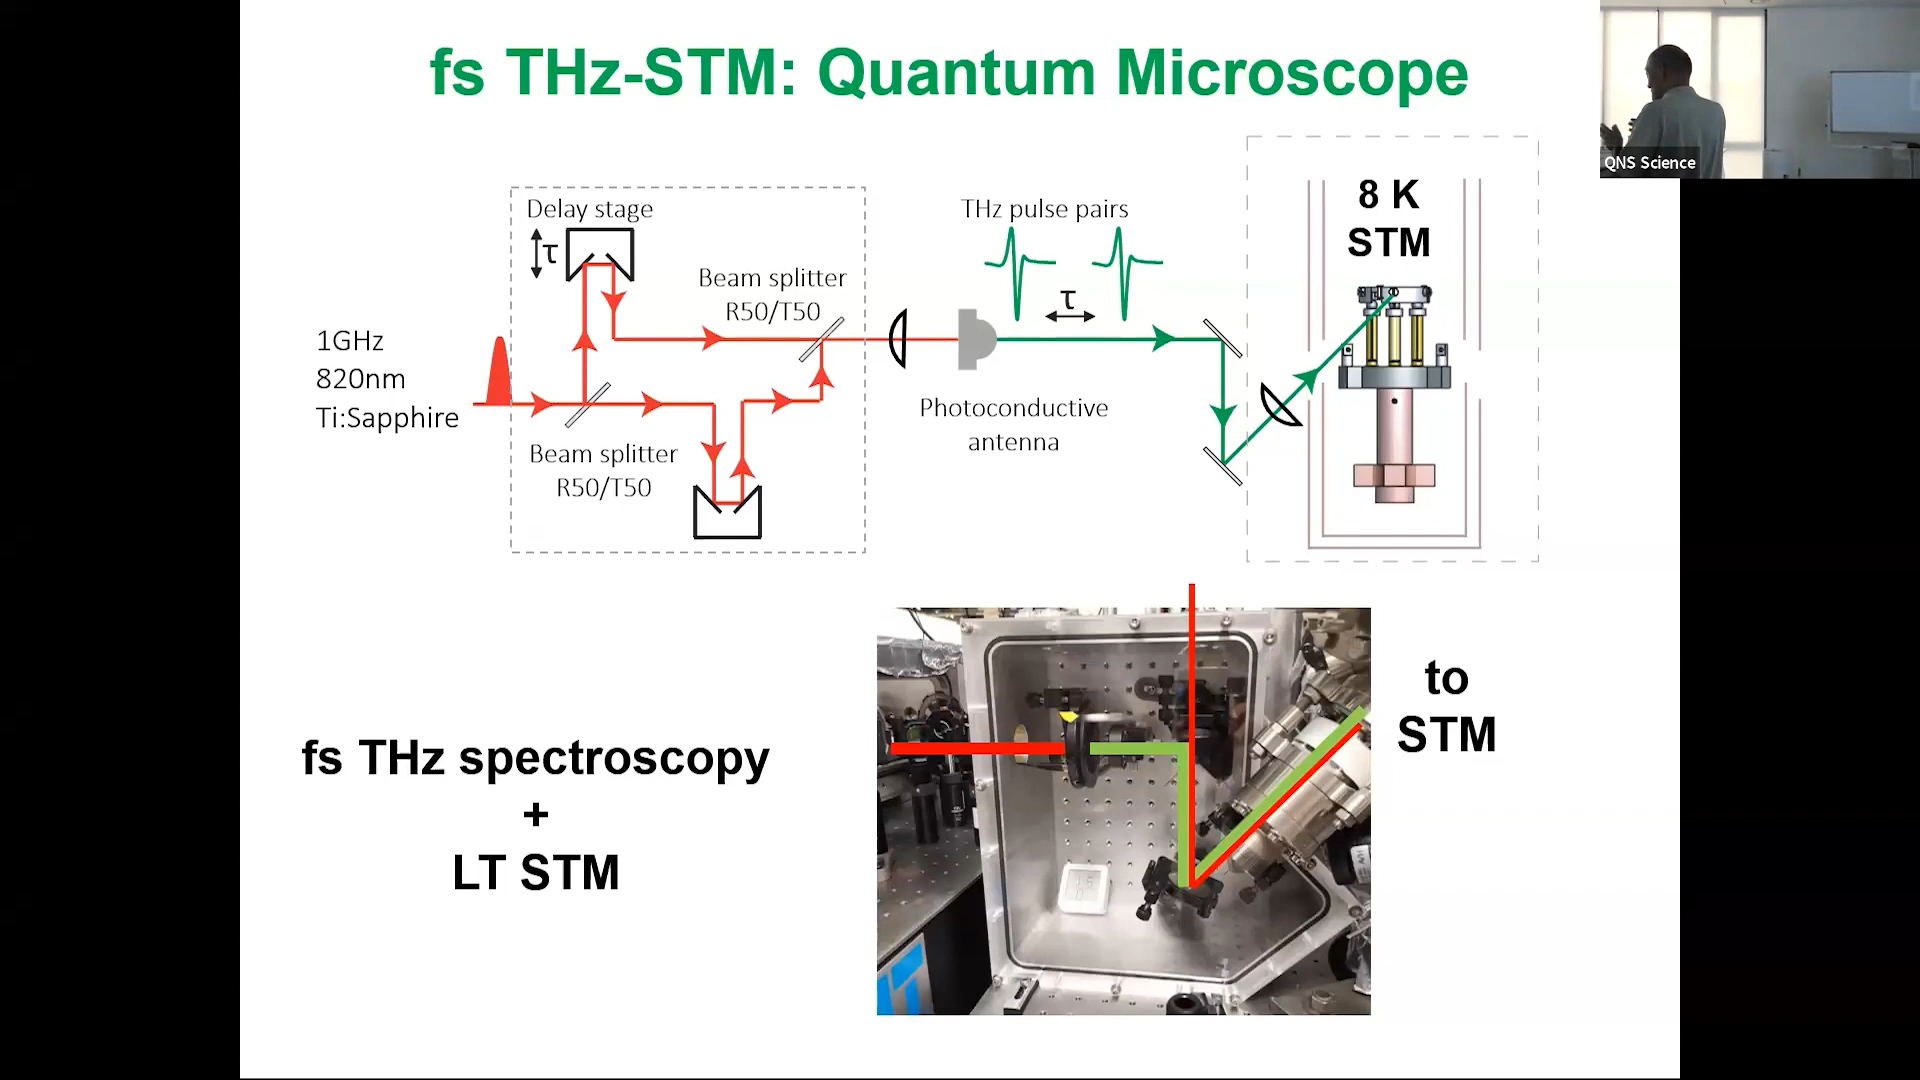 fs THz-STM: Quantum Microscope
QNS Science
Delay stage
τ
Beam splitter
R50/T50
1GHz
820nm
Ti:Sapphire
Beam splitter
R50/T50
THz pulse pairs
τ
Photoconductive
antenna
8 K
STM
fs THz spectroscopy
+
LT STM
to
STM